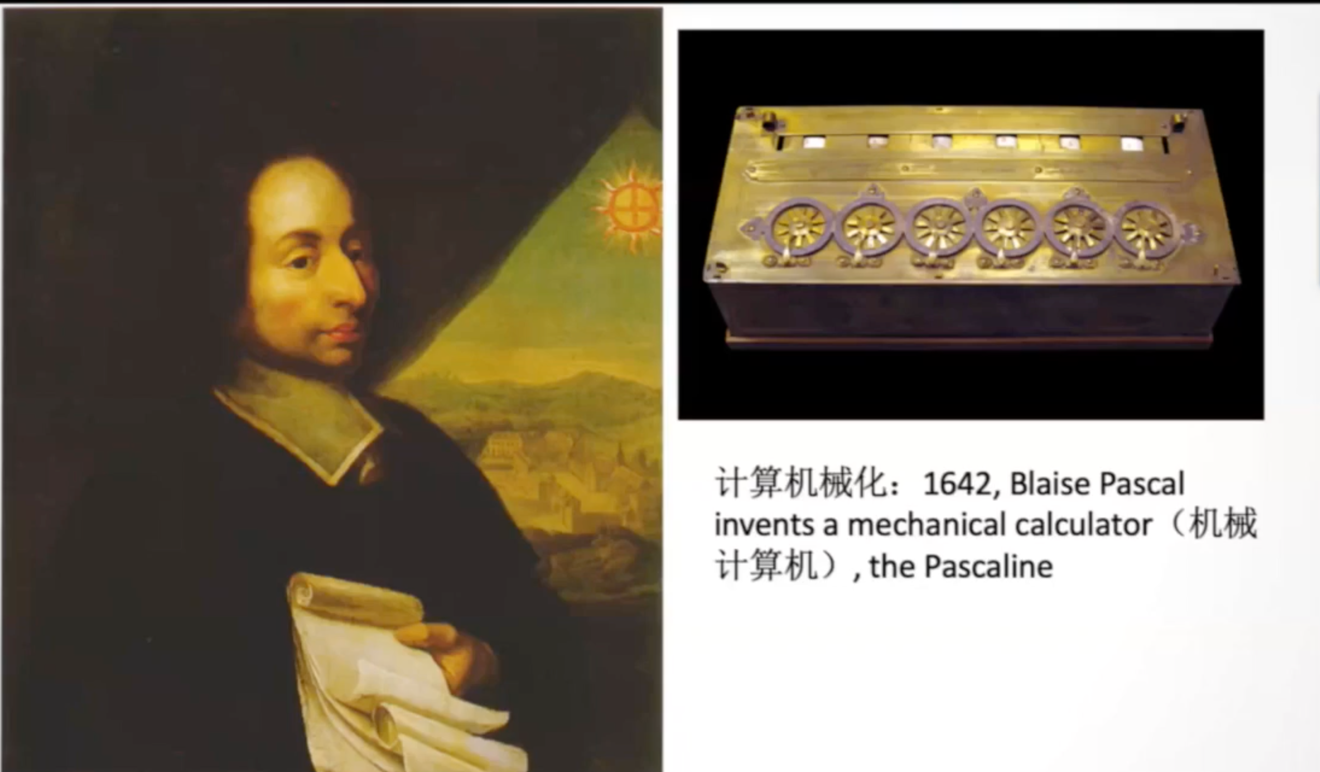 计算机械化：1642, Blaise Pascal
invents a mechanical calculator（机械
计算机）, the Pascaline